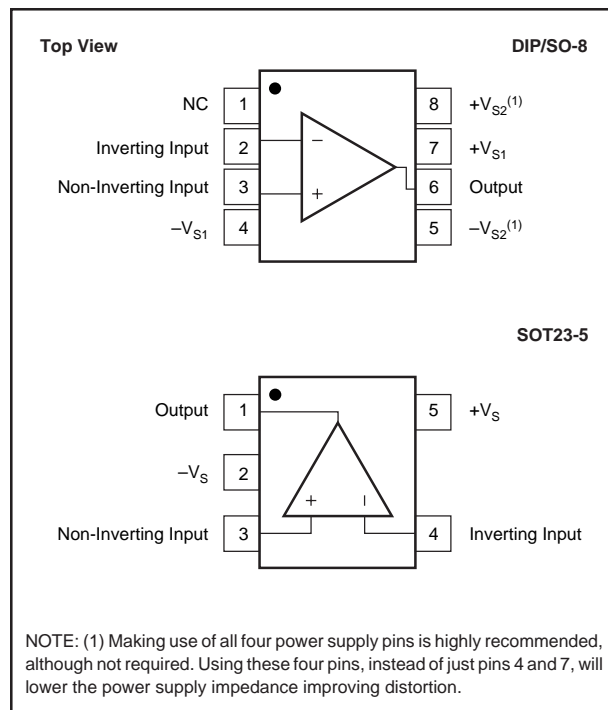 Top View DIP/SO-8
NC 1 8 +VS2(1)
Inverting Input 2 − 7 +VS1
Non-Inverting Input 3 + 6 Output
–VS1 4 5 –VS2(1)
SOT23-5
Output 1 5 +VS
–VS 2
+ −
Non-Inverting Input 3 4 Inverting Input
NOTE: (1) Making use of all four power supply pins is highly recommended,
although not required. Using these four pins, instead of just pins 4 and 7, will
lower the power supply impedance improving distortion.